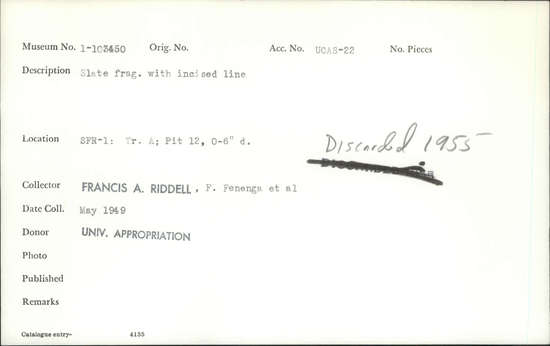 Museum No. 1-103450 Orig. No. Acc. No. UCAS-22 No. Pieces
Description Slate frag. with incised line
Location SFR-1: Tr. A; Pit 12, 0-6" d.
Discarded 1955
Collector FRANCIS A. RIDDELL, F. Fenenga et al
Date Coll. May 1949
Donor UNIV. APPROPRIATION
Photo
Published
Remarks
Catalogue entry- 4155